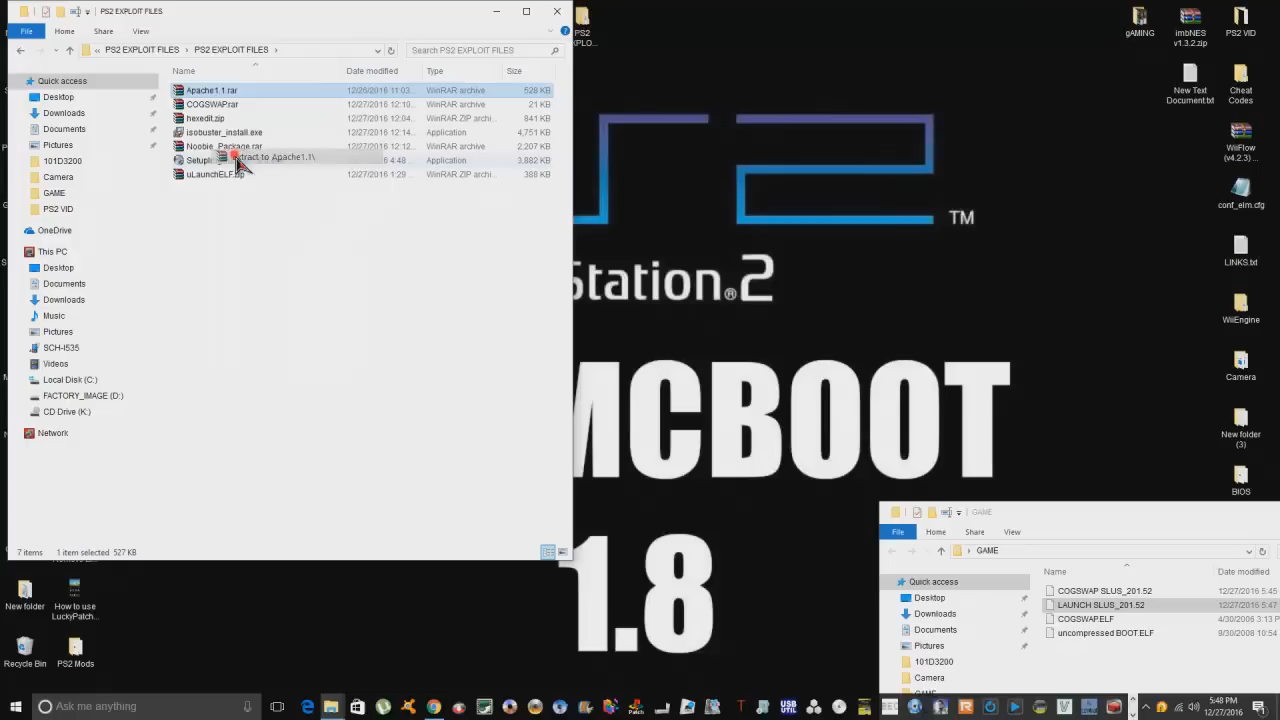 PS2 EXPLOIT FILES
File Home Share View
« PS2 EXPLOIT FILES › PS2 EXPLOIT FILES ›
Search PS2 EXPLOIT FILES
Name Date modified Type Size
Quick access
Desktop
Downloads
Documents
Pictures
101D3200
Camera
GAME
PS2 VID
OneDrive
This PC
Desktop
Documents
Downloads
Music
Pictures
SCH-I535
Videos
Local Disk (C:)
FACTORY_IMAGE (D:)
CD Drive (K:)
Network
Apache1.1.rar 12/26/2016 11:03... WinRAR archive 528 KB
COGSWAP.rar 12/27/2016 12:10... WinRAR archive 21 KB
hexedit.zip 12/27/2016 12:04... WinRAR ZIP archi... 841 KB
isobuster_install.exe 12/27/2016 12:14... Application 4,751 KB
Noobie_Package.rar 12/27/2016 12:12... WinRAR archive 2,207 KB
6 4:48 ... Application 3,882 KB
uLaunchELF.zip 12/27/2016 1:29... WinRAR ZIP archi... 388 KB
xtract to Apache1.1\
7 items 1 item selected 527 KB
PS2
gAMING
imbNES
v1.3.2.zip
PS2 VID
New Text
Document.txt
Cheat
Codes
WiiFlow
(v4.2.3) ...
conf_elm.cfg
LINKS.txt
WiiEngine
Camera
New folder
(3)
BIOS
TM
Station®2
MCBOOT
1.8
New folder
How to use
LuckyPatch...
Recycle Bin
PS2 Mods
GAME
File Home Share View
› GAME
Name Date modified
Quick access
Desktop
Downloads
Documents
Pictures
101D3200
Camera
COGSWAP SLUS_201.52 12/27/2016 5:45
LAUNCH SLUS_201.52 12/27/2016 5:47
COGSWAP.ELF 4/30/2006 3:13 P
uncompressed BOOT.ELF 9/30/2008 10:54
Ask me anything
USB
UTIL
5:48 PM
12/27/2016